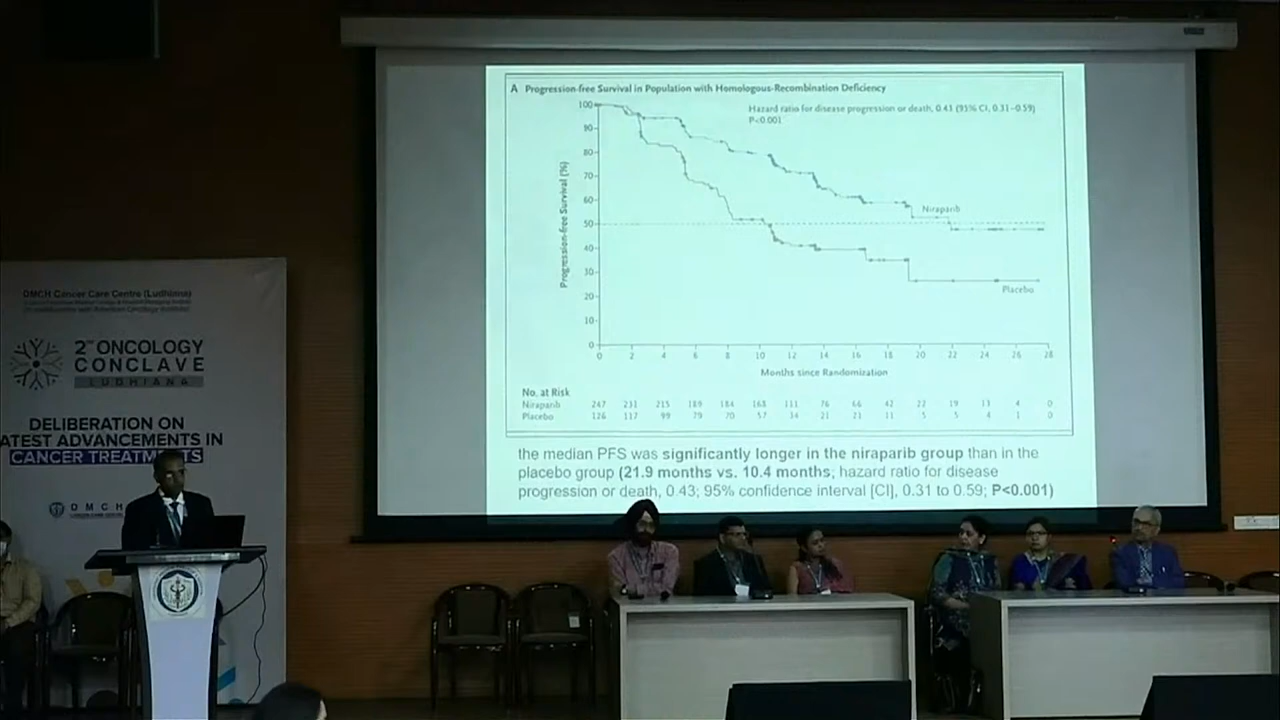 A Progression-free Survival in Population with Homologous-Recombination Deficiency
Hazard ratio for disease progression or death, 0.43 (95% CI, 0.31–0.59)
P<0.001
Progression-free Survival (%)
100
90
80
70
60
50
40
30
20
10
0
Niraparib
Placebo
0 2 4 6 8 10 12 14 16 18 20 22 24 26 28
Months since Randomization
No. at Risk
Niraparib 247 231 215 189 184 168 111 76 66 42 22 19 13 4 0
Placebo 126 117 99 79 70 57 34 21 21 11 5 5 4 1 0
the median PFS was significantly longer in the niraparib group than in the
placebo group (21.9 months vs. 10.4 months; hazard ratio for disease
progression or death, 0.43; 95% confidence interval [CI], 0.31 to 0.59; P<0.001)
DMCH Cancer Care Centre (Ludhiana)
2ND ONCOLOGY
CONCLAVE
LUDHIANA
DELIBERATION ON
ATEST ADVANCEMENTS IN
CANCER TREATMENTS
DMCH